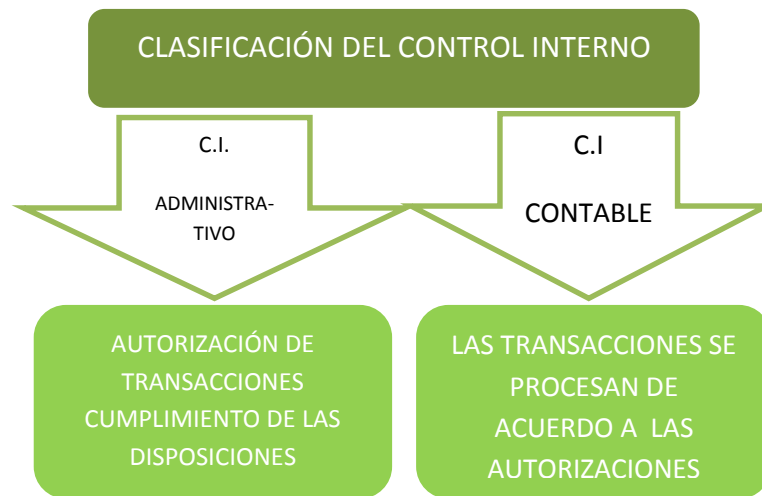 CLASIFICACIÓN DEL CONTROL INTERNO
C.I.
ADMINISTRA-
TIVO
C.I
CONTABLE
AUTORIZACIÓN DE
TRANSACCIONES
CUMPLIMIENTO DE LAS
DISPOSICIONES
LAS TRANSACCIONES SE
PROCESAN DE
ACUERDO A LAS
AUTORIZACIONES